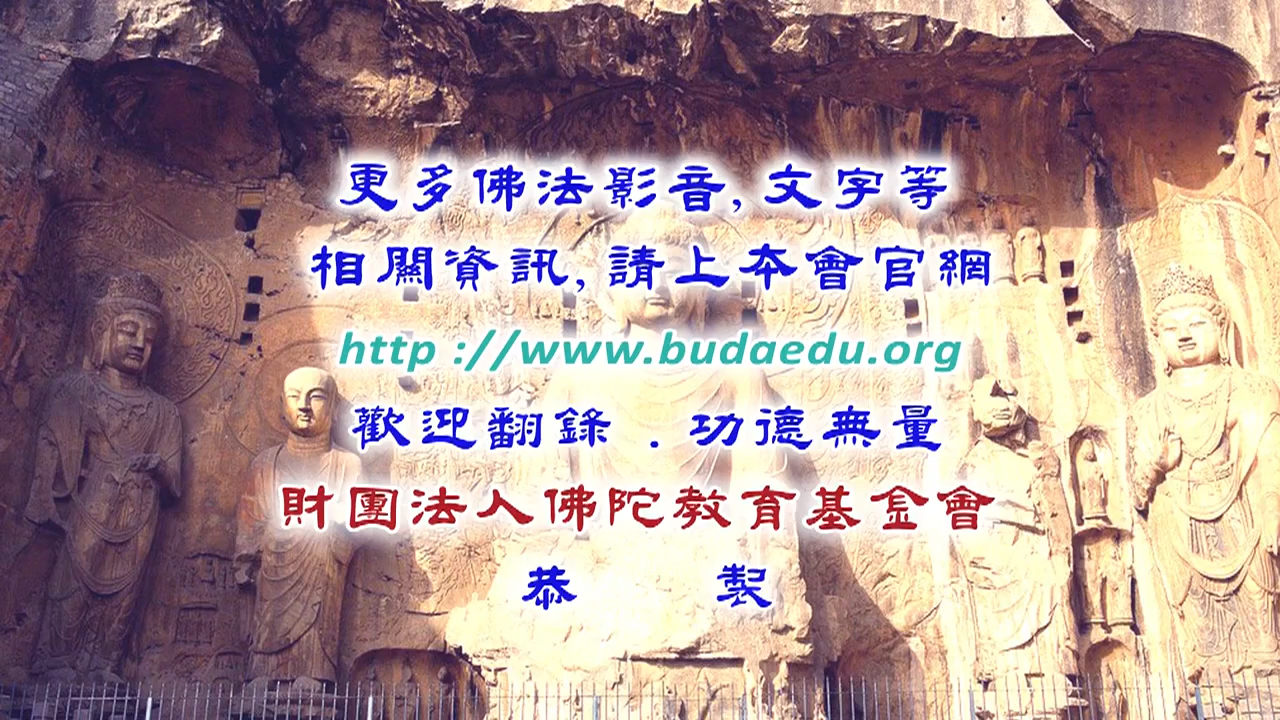 更多佛法影音,文字等
相關資訊,請上本會官網
http ://www.budaedu.org
歡迎翻錄 . 功德無量
財團法人佛陀教育基金會
恭 製